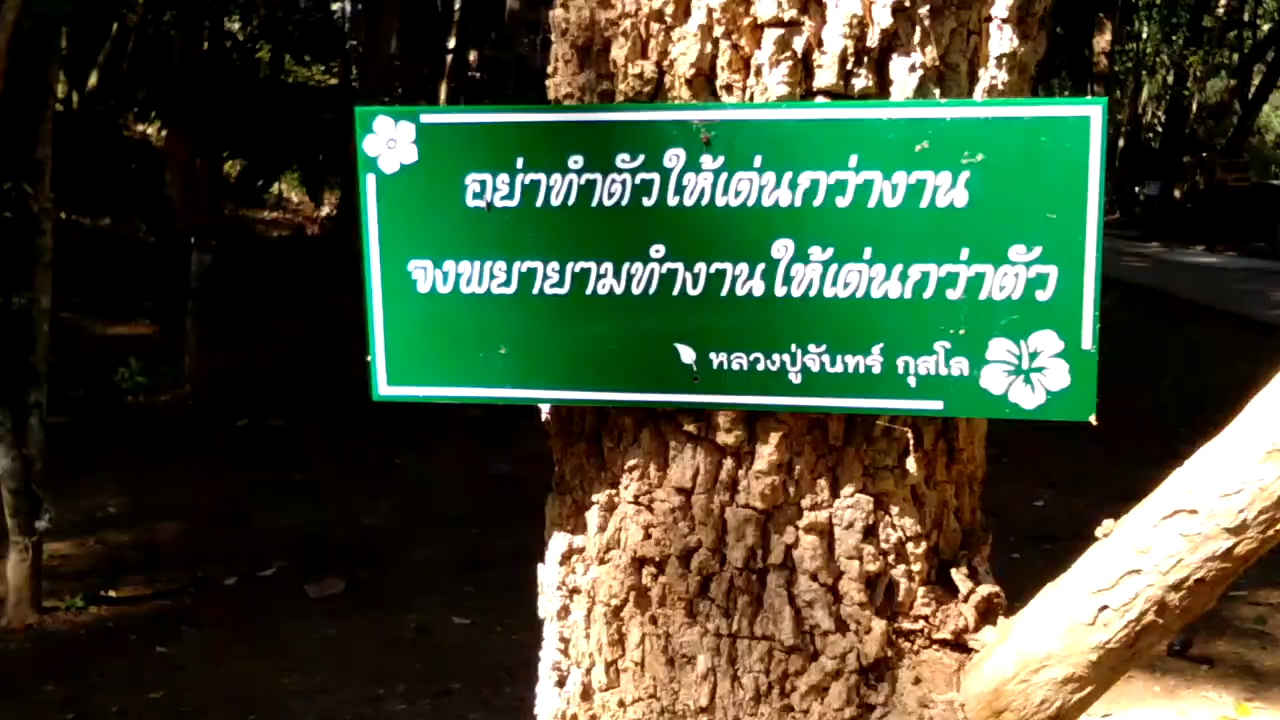 อย่าทำตัวให้เด่นกว่างาน
จงพยายามทำงานให้เด่นกว่าตัว
หลวงปู่จันทร์ กุสโล